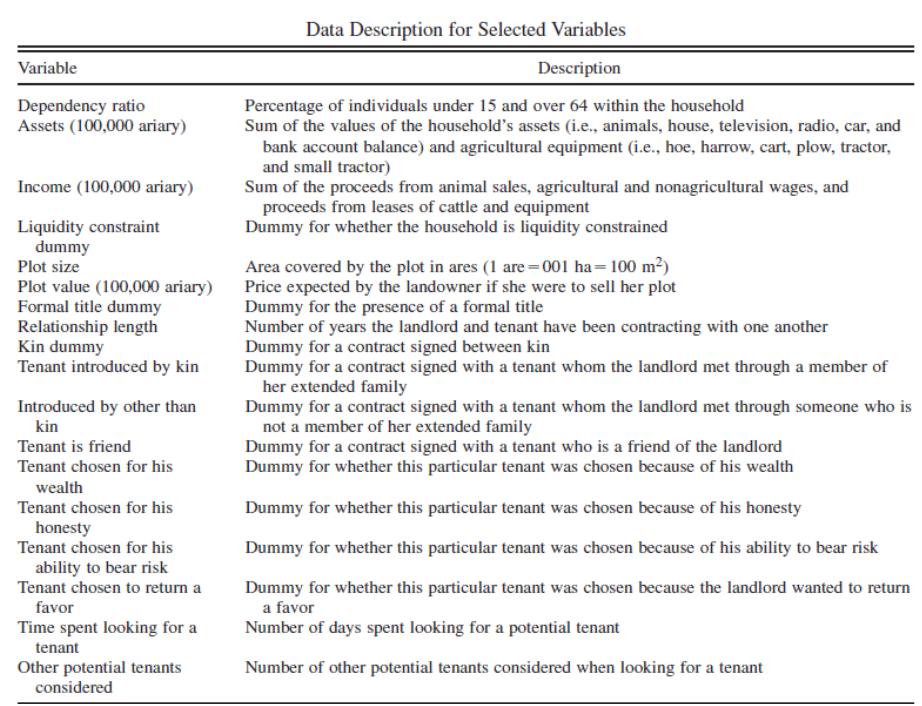 Data Description for Selected Variables
Variable Description
Dependency ratio Percentage of individuals under 15 and over 64 within the household
Assets (100,000 ariary) Sum of the values of the household's assets (i.e., animals, house, television, radio, car, and
bank account balance) and agricultural equipment (i.e., hoe, harrow, cart, plow, tractor,
and small tractor)
Income (100,000 ariary) Sum of the proceeds from animal sales, agricultural and nonagricultural wages, and
proceeds from leases of cattle and equipment
Liquidity constraint Dummy for whether the household is liquidity constrained
dummy
Plot size Area covered by the plot in ares (1 are=001 ha=100 m²)
Plot value (100,000 ariary) Price expected by the landowner if she were to sell her plot
Formal title dummy Dummy for the presence of a formal title
Relationship length Number of years the landlord and tenant have been contracting with one another
Kin dummy Dummy for a contract signed between kin
Tenant introduced by kin Dummy for a contract signed with a tenant whom the landlord met through a member of
her extended family
Introduced by other than Dummy for a contract signed with a tenant whom the landlord met through someone who is
kin not a member of her extended family
Tenant is friend Dummy for a contract signed with a tenant who is a friend of the landlord
Tenant chosen for his Dummy for whether this particular tenant was chosen because of his wealth
wealth
Tenant chosen for his Dummy for whether this particular tenant was chosen because of his honesty
honesty
Tenant chosen for his Dummy for whether this particular tenant was chosen because of his ability to bear risk
ability to bear risk
Tenant chosen to return a Dummy for whether this particular tenant was chosen because the landlord wanted to return
favor a favor
Time spent looking for a Number of days spent looking for a potential tenant
tenant
Other potential tenants Number of other potential tenants considered when looking for a tenant
considered